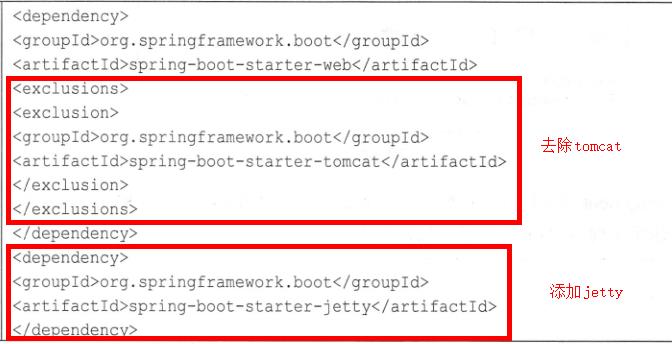 <dependency>
<groupId>org.springframework.boot</groupId>
<artifactId>spring-boot-starter-web</artifactId>
<exclusions>
<exclusion>
<groupId>org.springframework.boot</groupId>
<artifactId>spring-boot-starter-tomcat</artifactId>
</exclusion>
</exclusions>
</dependency>
<dependency>
<groupId>org.springframework.boot</groupId>
<artifactId>spring-boot-starter-jetty</artifactId>
</dependency>
去除tomcat
添加jetty